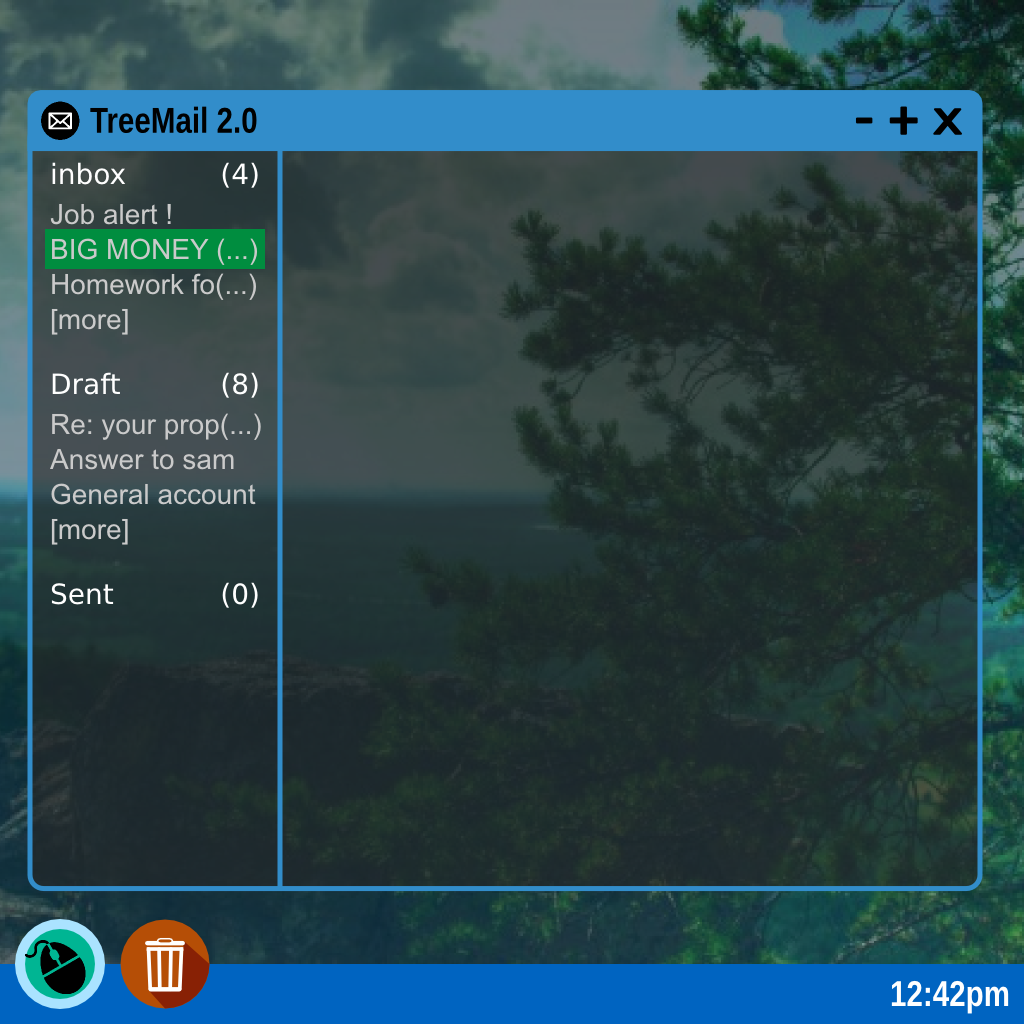 TreeMail 2.0
inbox (4)
Job alert !
BIG MONEY (...)
Homework fo(...)
[more]
Draft (8)
Re: your prop(...)
Answer to sam
General account
[more]
Sent (0)
12:42pm